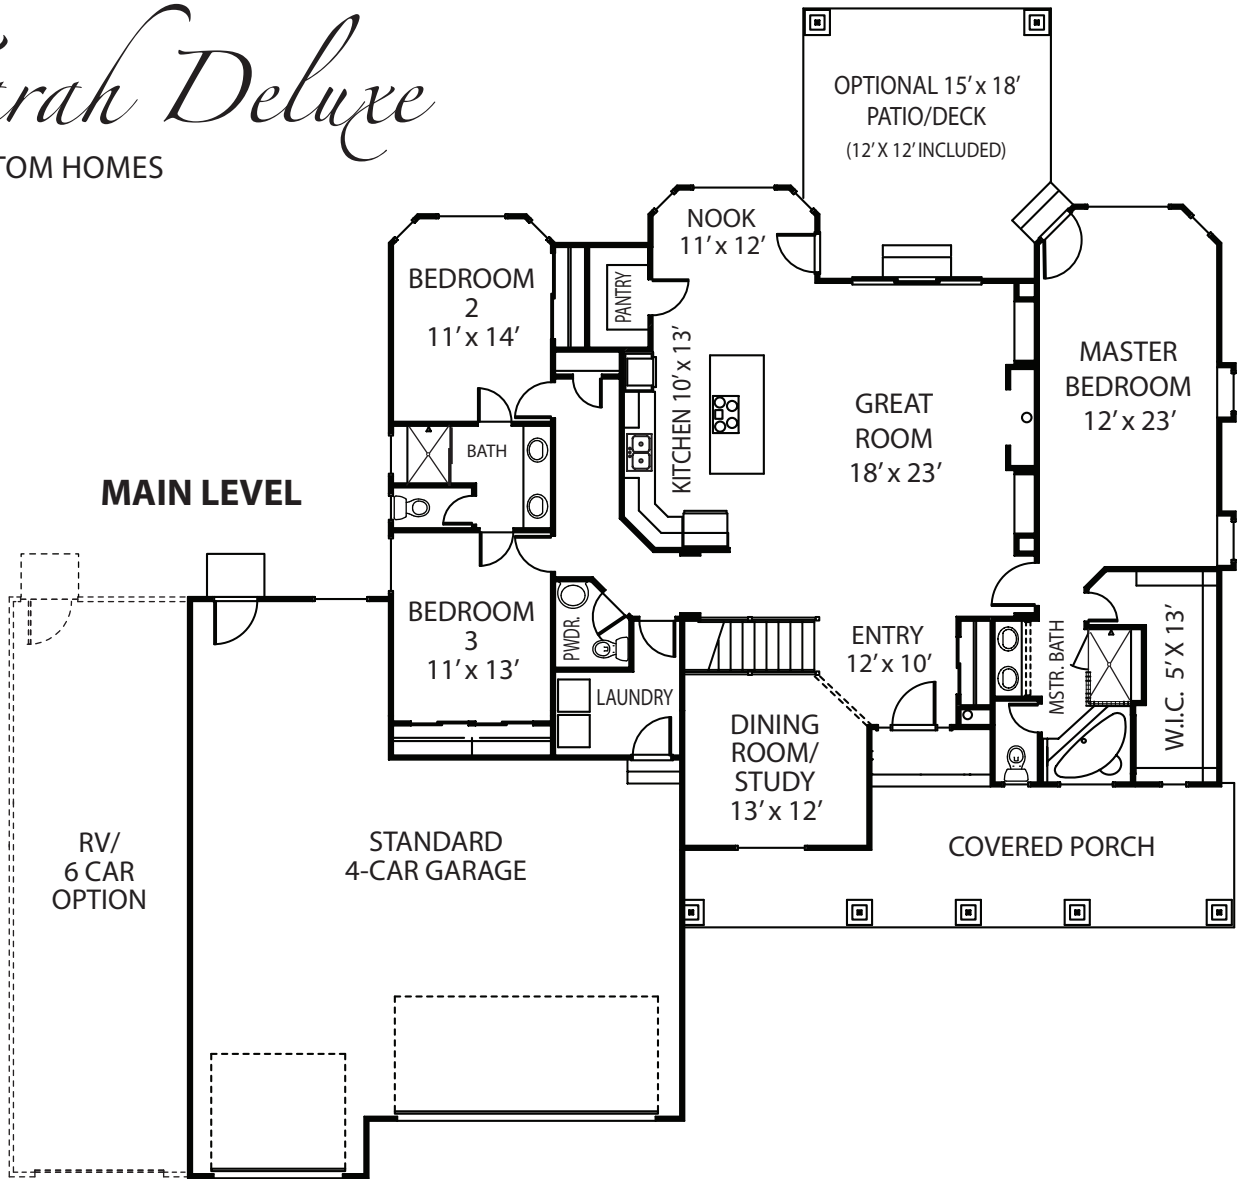 Deluxe
TOM HOMES
OPTIONAL 15' x 18'
PATIO/DECK
(12' X 12' INCLUDED)
NOOK
11' x 12'
BEDROOM
2
11' x 14'
PANTRY
KITCHEN 10' x 13'
GREAT
ROOM
18' x 23'
MASTER
BEDROOM
12' x 23'
BATH
MAIN LEVEL
BEDROOM
3
11' x 13'
PWDR.
LAUNDRY
ENTRY
12' x 10'
MSTR. BATH
W.I.C. 5' X 13'
DINING
ROOM/
STUDY
13' x 12'
RV/
6 CAR
OPTION
STANDARD
4-CAR GARAGE
COVERED PORCH